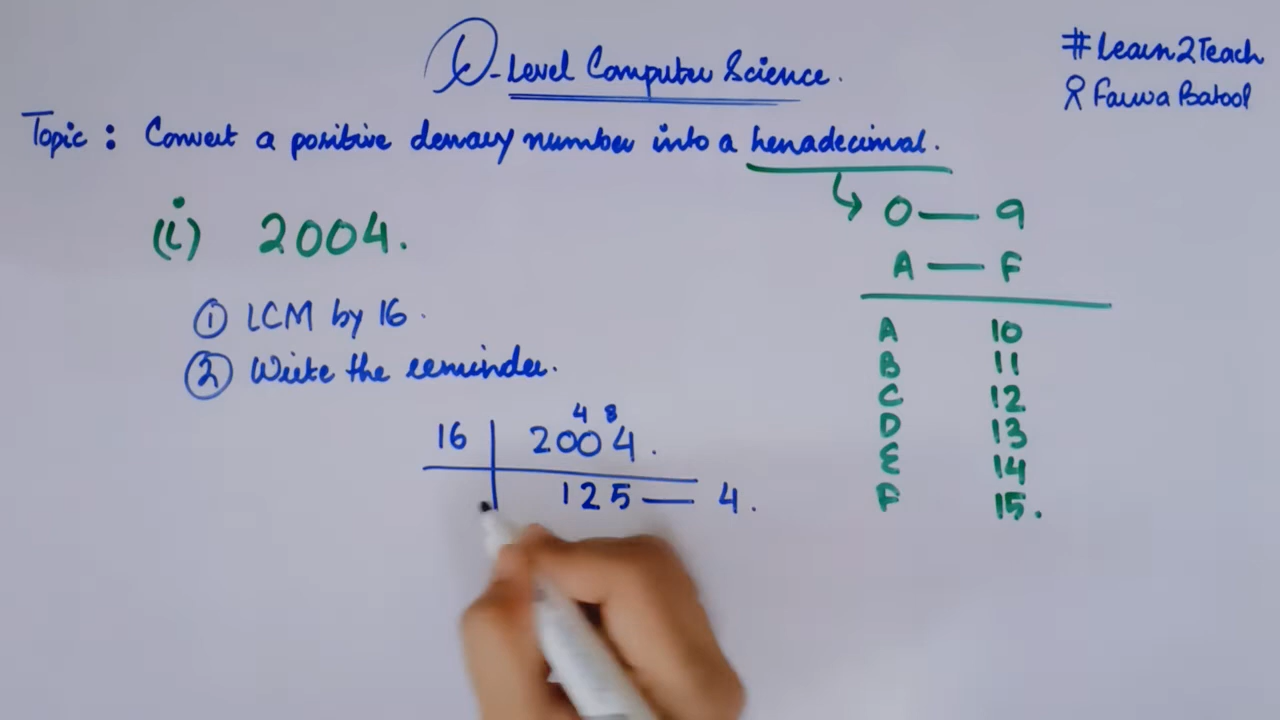 O-Level Computer Science.
#Learn2Teach
Farwa Batool
Topic: Convert a positive denary number into a hexadecimal.
0 — 9
A — F
(i) 2004.
① LCM by 16.
② Write the reminder.
A 10
B 11
C 12
D 13
E 14
F 15.
4 8
16 2004.
125 — 4.